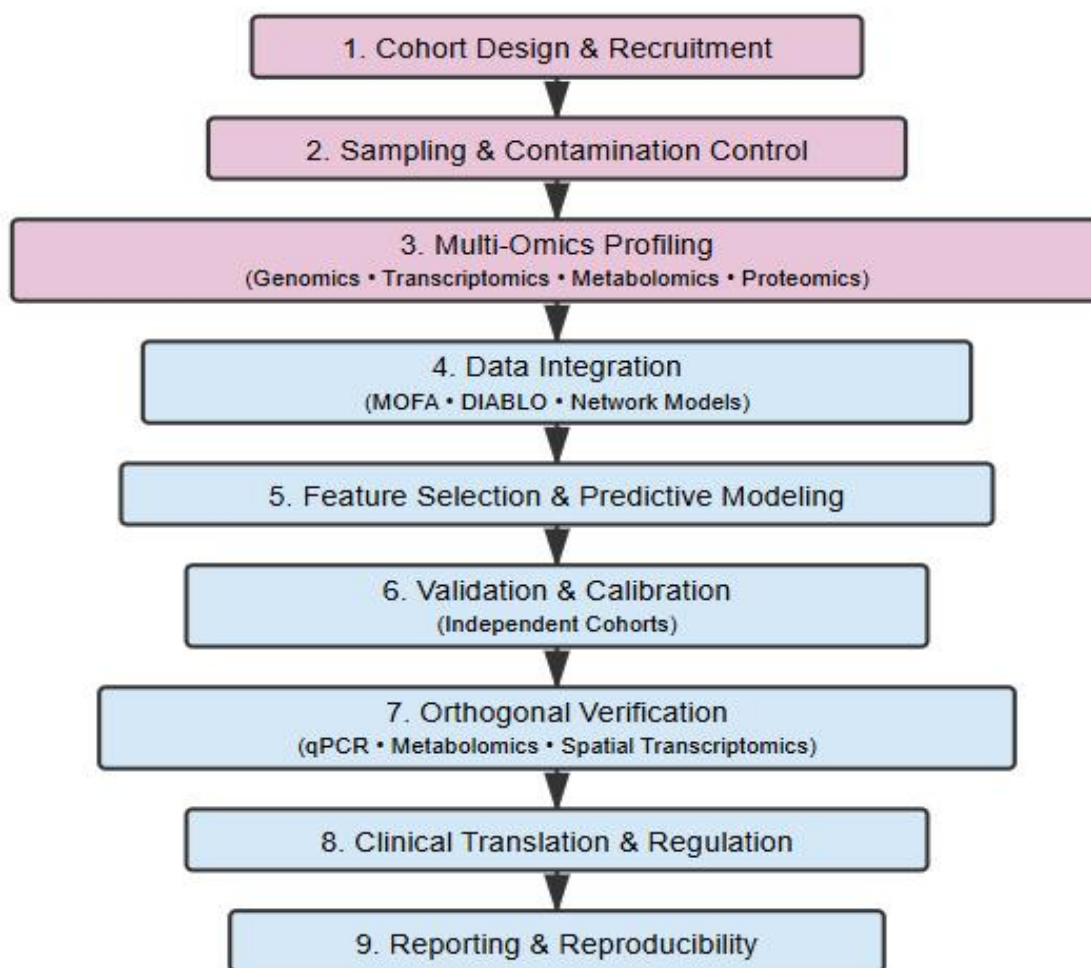 1. Cohort Design & Recruitment
2. Sampling & Contamination Control
3. Multi-Omics Profiling
(Genomics • Transcriptomics • Metabolomics • Proteomics)
4. Data Integration
(MOFA • DIABLO • Network Models)
5. Feature Selection & Predictive Modeling
6. Validation & Calibration
(Independent Cohorts)
7. Orthogonal Verification
(qPCR • Metabolomics • Spatial Transcriptomics)
8. Clinical Translation & Regulation
9. Reporting & Reproducibility